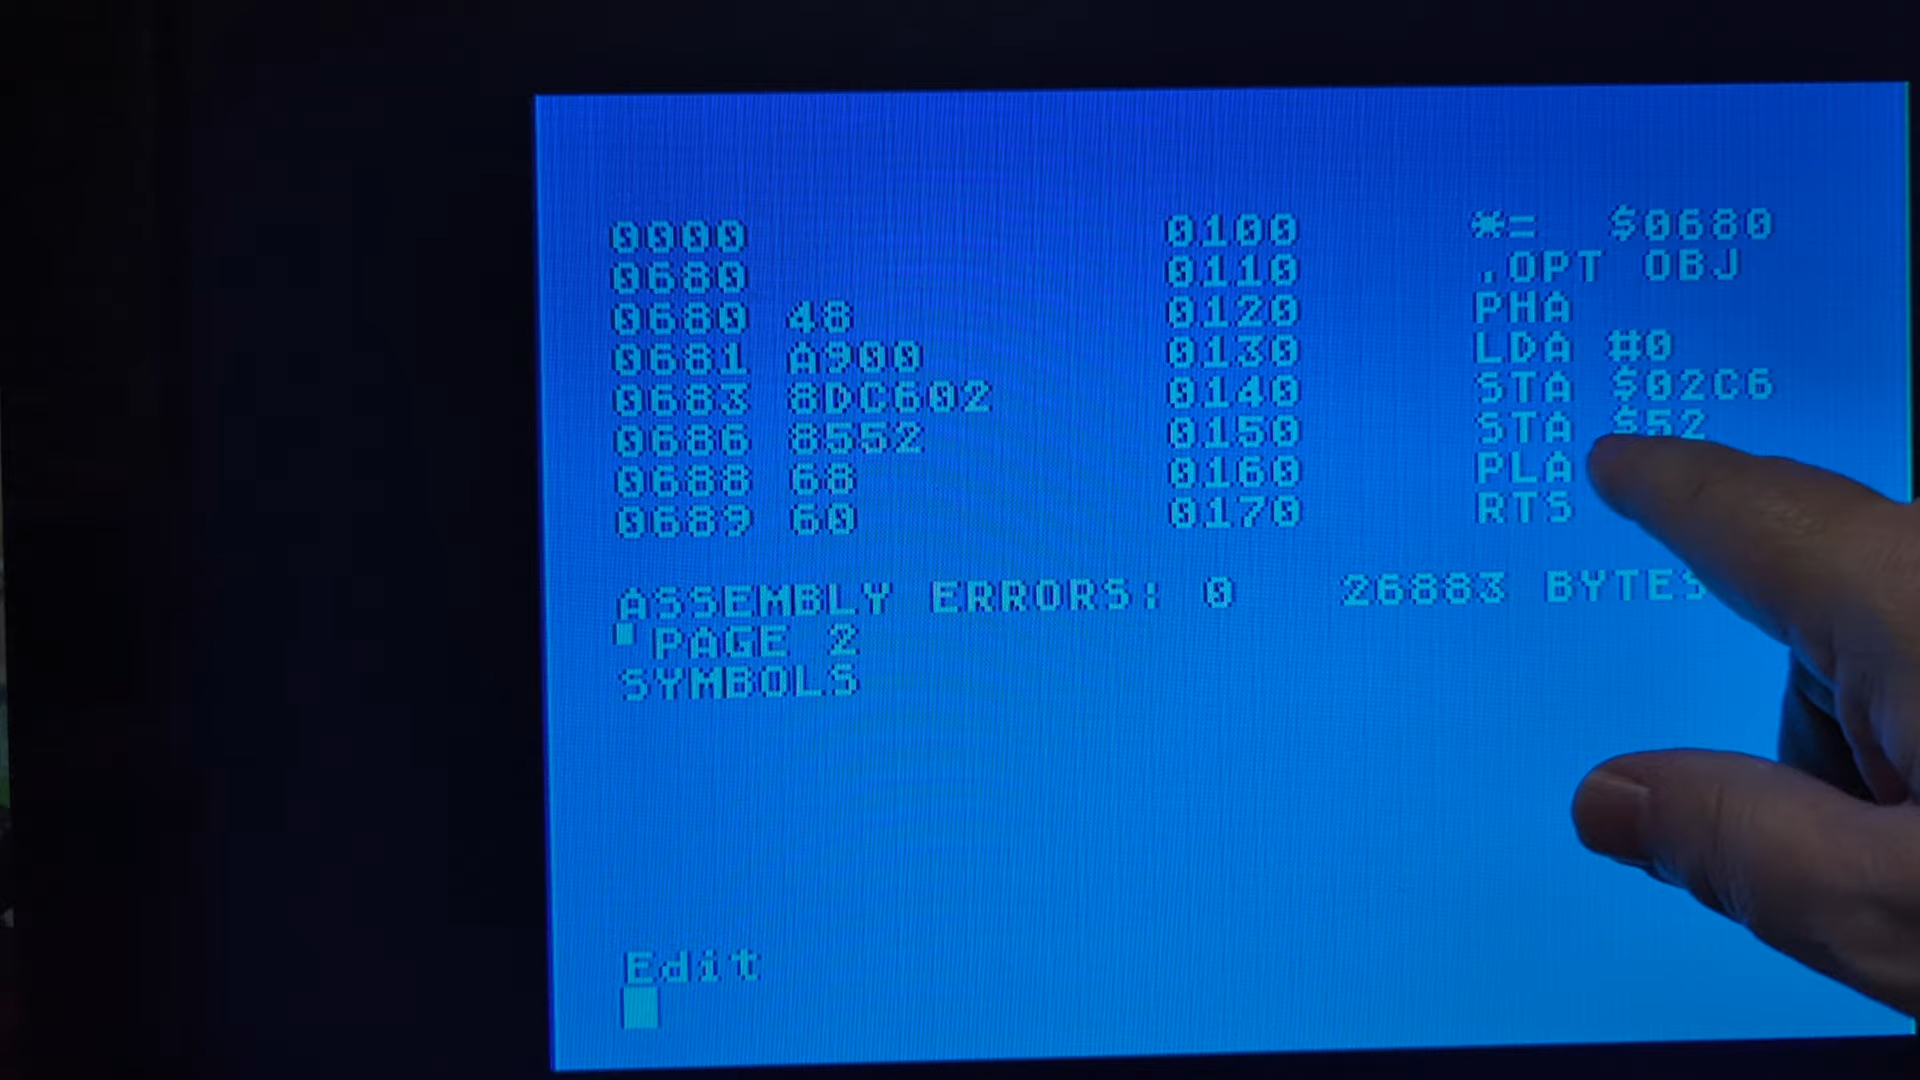 0000 0100 *= $0680
0680 0110 .OPT OBJ
0680 48 0120 PHA
0681 A900 0130 LDA #0
0683 8DC602 0140 STA $02C6
0686 8552 0150 STA $52
0688 68 0160 PLA
0689 60 0170 RTS
ASSEMBLY ERRORS: 0 26883 BYTES
PAGE 2
SYMBOLS
Edit